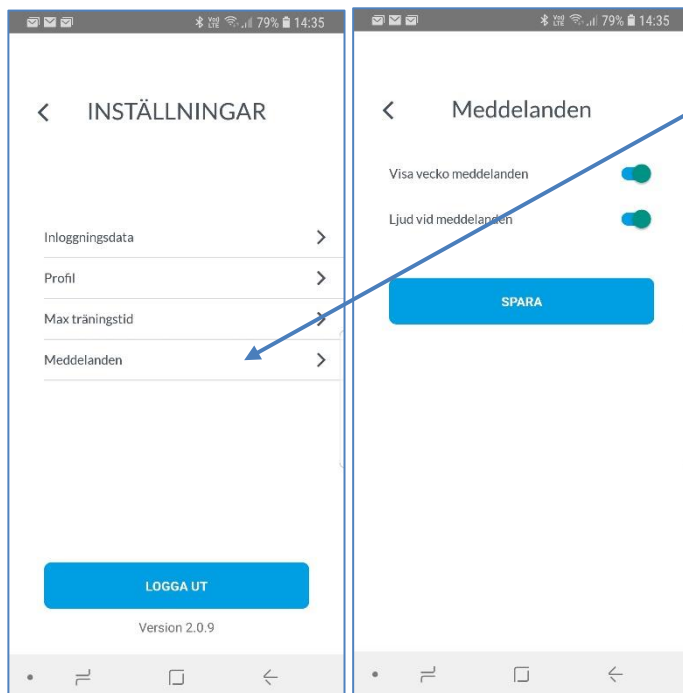 79% 14:35
INSTÄLLNINGAR
Inloggningsdata
Profil
Max träningstid
Meddelanden
LOGGA UT
Version 2.0.9
79% 14:35
Meddelanden
Visa vecko meddelanden
Ljud vid meddelanden
SPARA